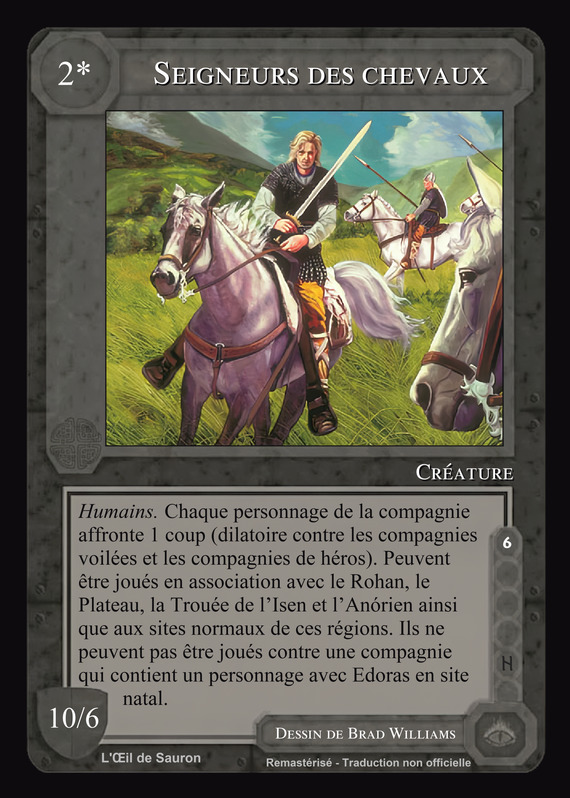 2*
SEIGNEURS DES CHEVAUX
CRÉATURE
Humains. Chaque personnage de la compagnie
affronte 1 coup (dilatoire contre les compagnies
voilées et les compagnies de héros). Peuvent
être joués en association avec le Rohan, le
Plateau, la Trouée de l'Isen et l'Anórien ainsi
que aux sites normaux de ces régions. Ils ne
peuvent pas être joués contre une compagnie
qui contient un personnage avec Edoras en site
natal.
6
10/6
DESSIN DE BRAD WILLIAMS
L'Œil de Sauron
Remastérisé - Traduction non officielle